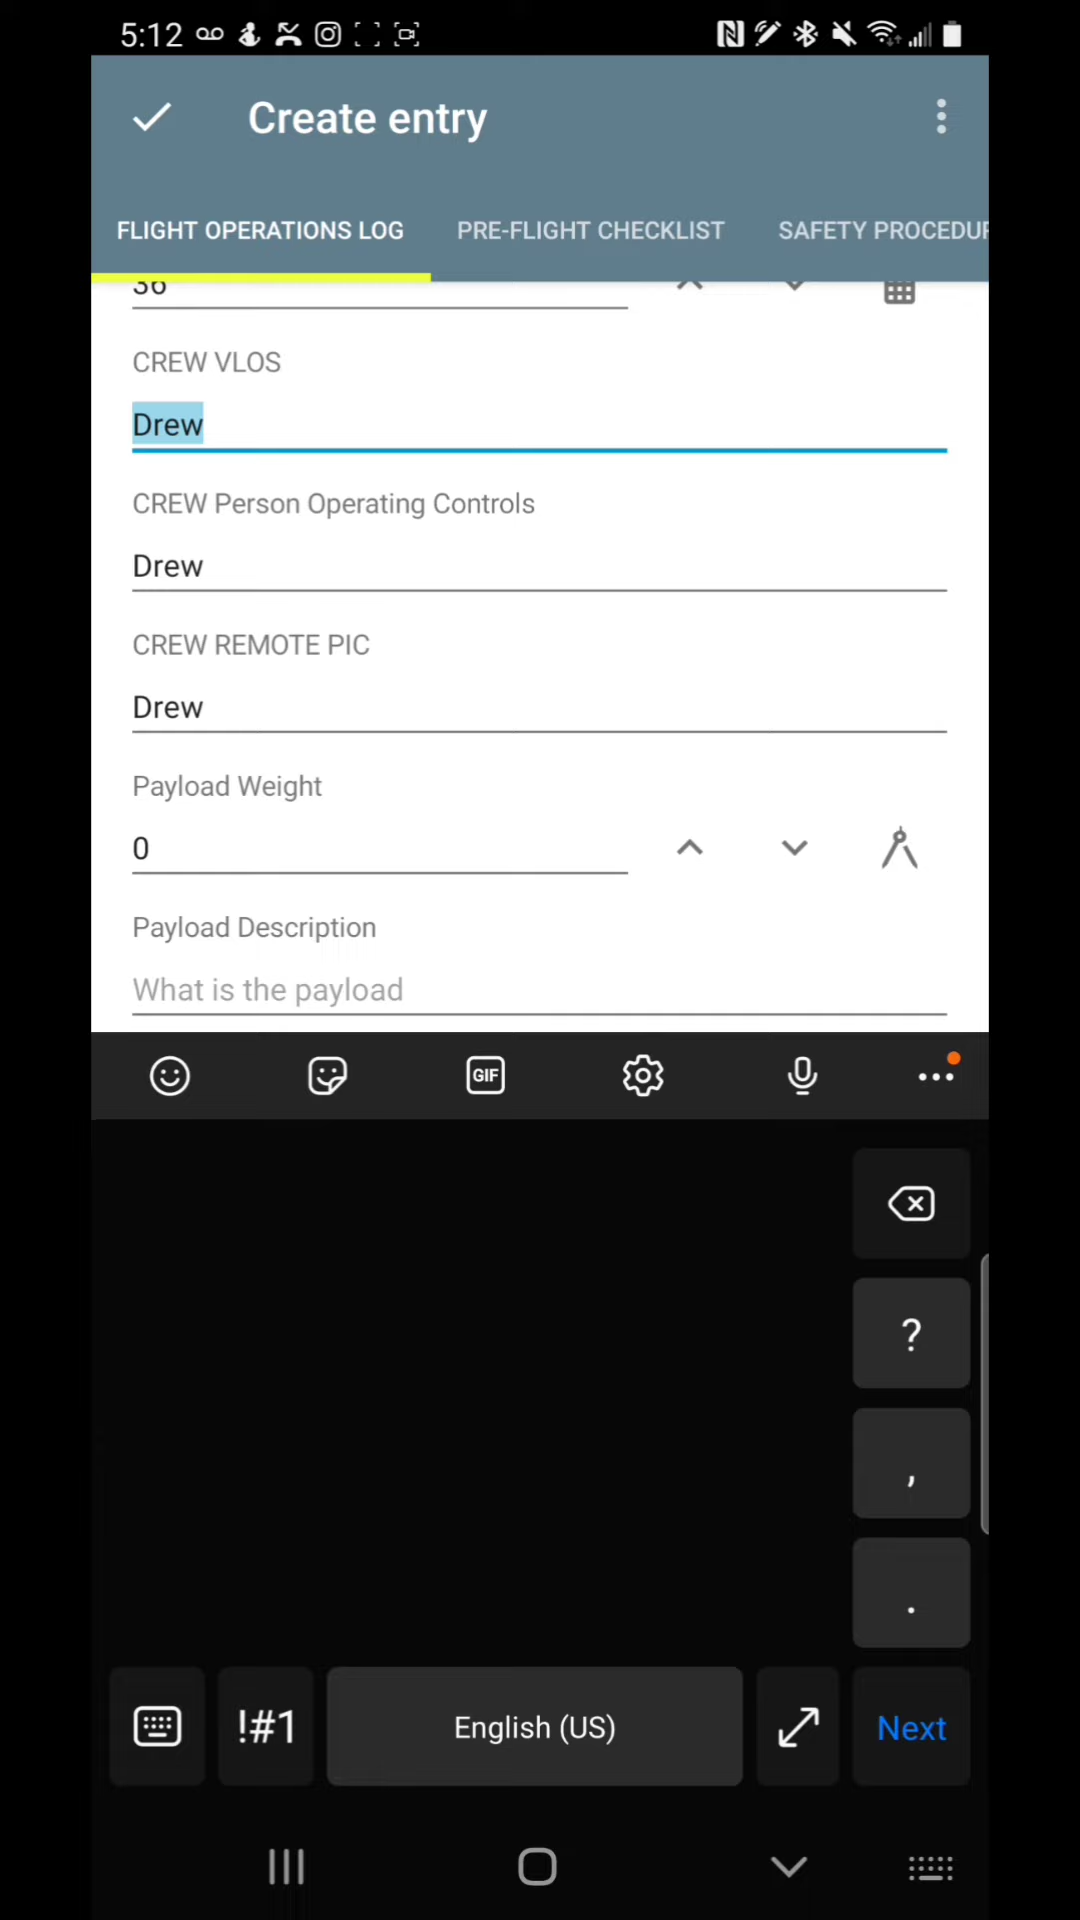 5:12
Create entry
FLIGHT OPERATIONS LOG PRE-FLIGHT CHECKLIST SAFETY PROCEDUR
36
CREW VLOS
Drew
CREW Person Operating Controls
Drew
CREW REMOTE PIC
Drew
Payload Weight
0
Payload Description
What is the payload
GIF
?
,
.
!#1 English (US) Next